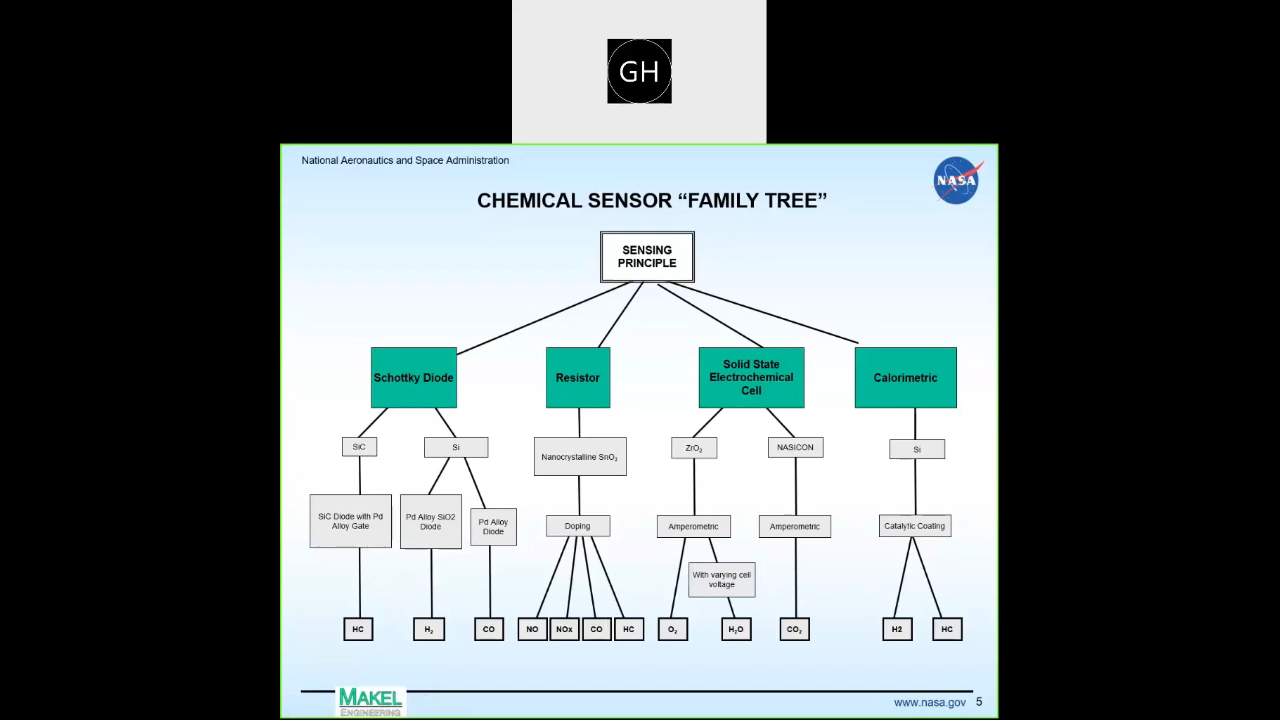 GH
National Aeronautics and Space Administration
NASA
CHEMICAL SENSOR “FAMILY TREE”
SENSING
PRINCIPLE
Schottky Diode
Resistor
Solid State
Electrochemical
Cell
Calorimetric
SiC
Si
Nanocrystalline SnO₂
ZrO₂
NASICON
Si
SiC Diode with Pd
Alloy Gate
Pd Alloy SiO2
Diode
Pd Alloy
Diode
Doping
Amperometric
Amperometric
Catalytic Coating
With varying cell
voltage
HC
H₂
CO
NO
NOx
CO
HC
O₂
H₂O
CO₂
H2
HC
MAKEL
ENGINEERING
www.nasa.gov 5